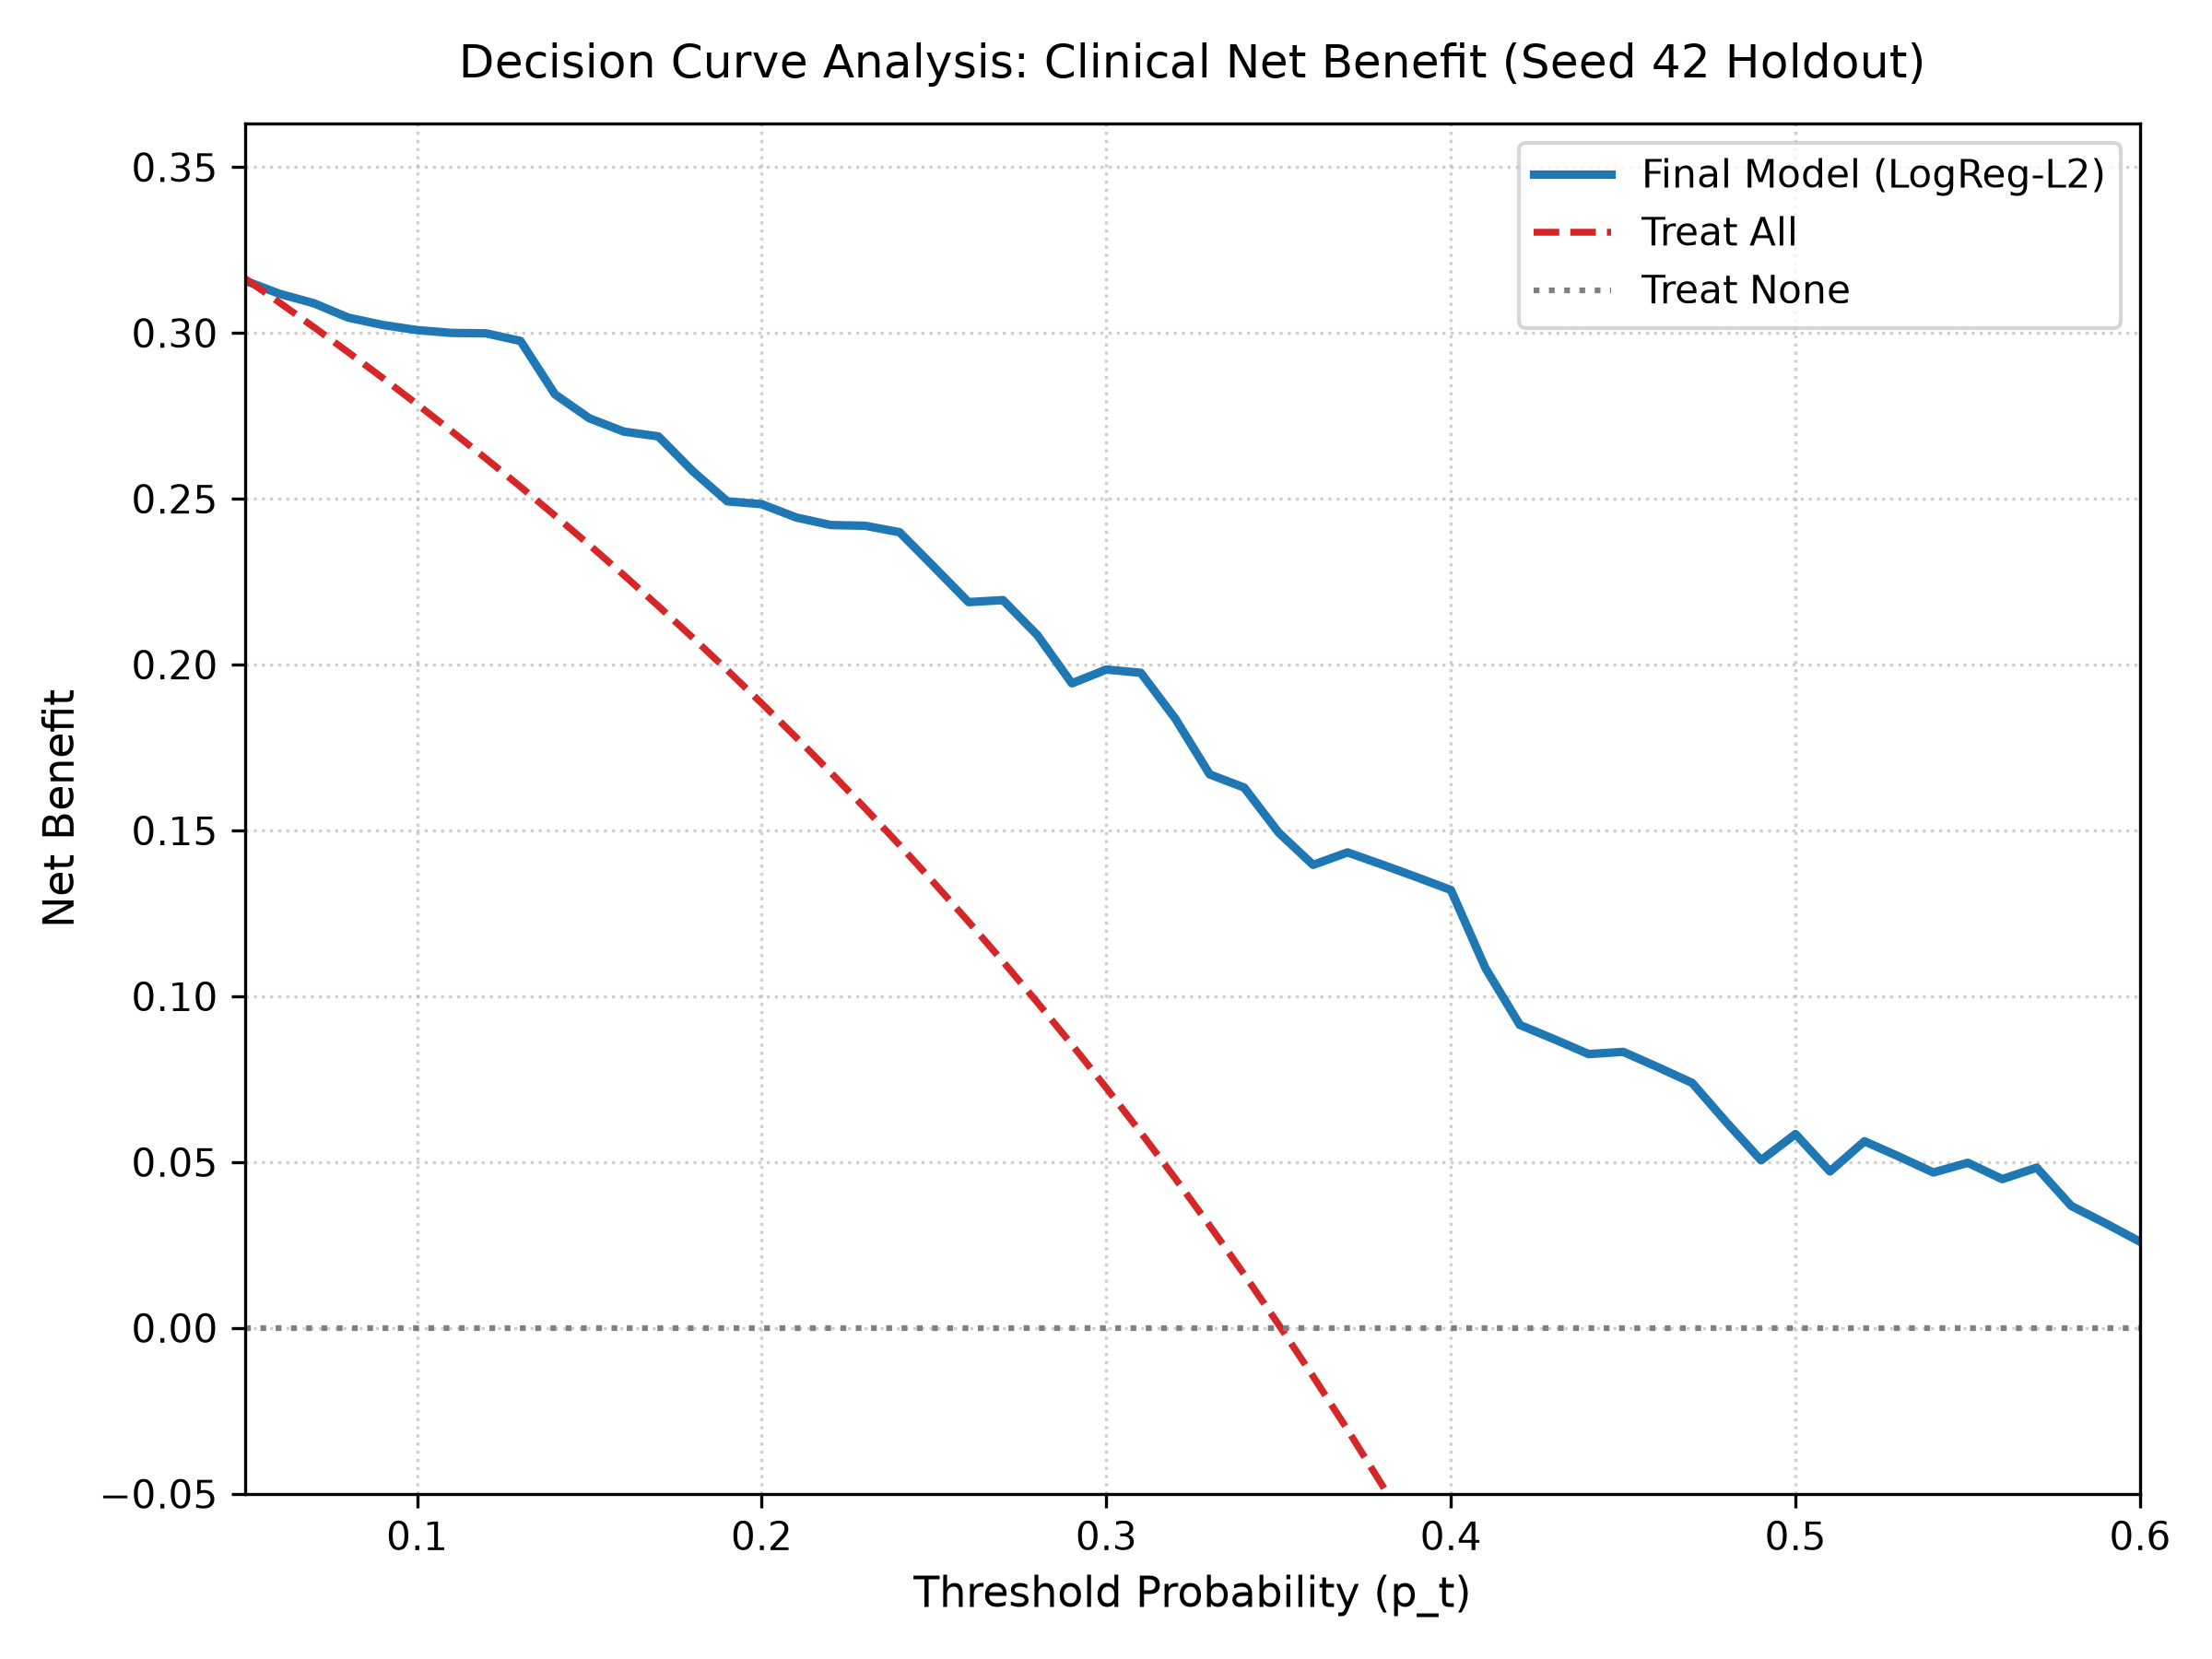 Decision Curve Analysis: Clinical Net Benefit (Seed 42 Holdout)
Final Model (LogReg-L2)
Treat All
Treat None
Net Benefit
0.35
0.30
0.25
0.20
0.15
0.10
0.05
0.00
−0.05
0.1
0.2
0.3
0.4
0.5
0.6
Threshold Probability (p_t)